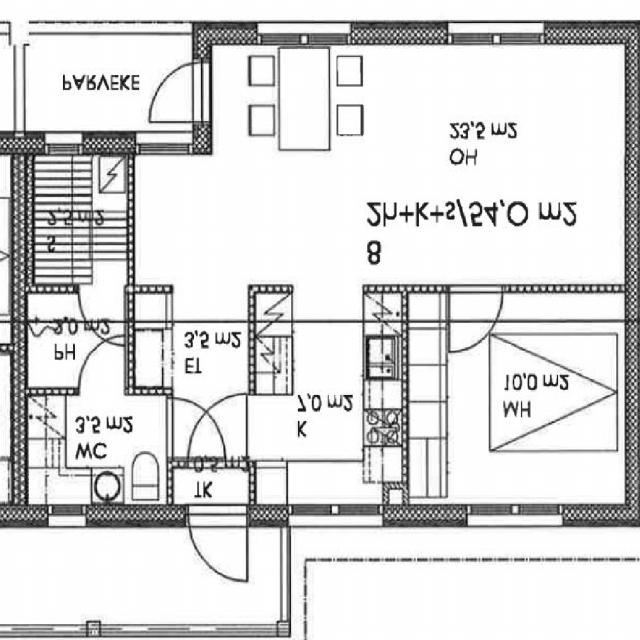 PARVEKE
23,5 m2
OH
2h+k+s/54,0 m2
8
2,5 m2
S
2,0 m2
PH
3,5 m2
ET
7,0 m2
K
10,0 m2
MH
3,5 m2
WC
0,5 m2
TK